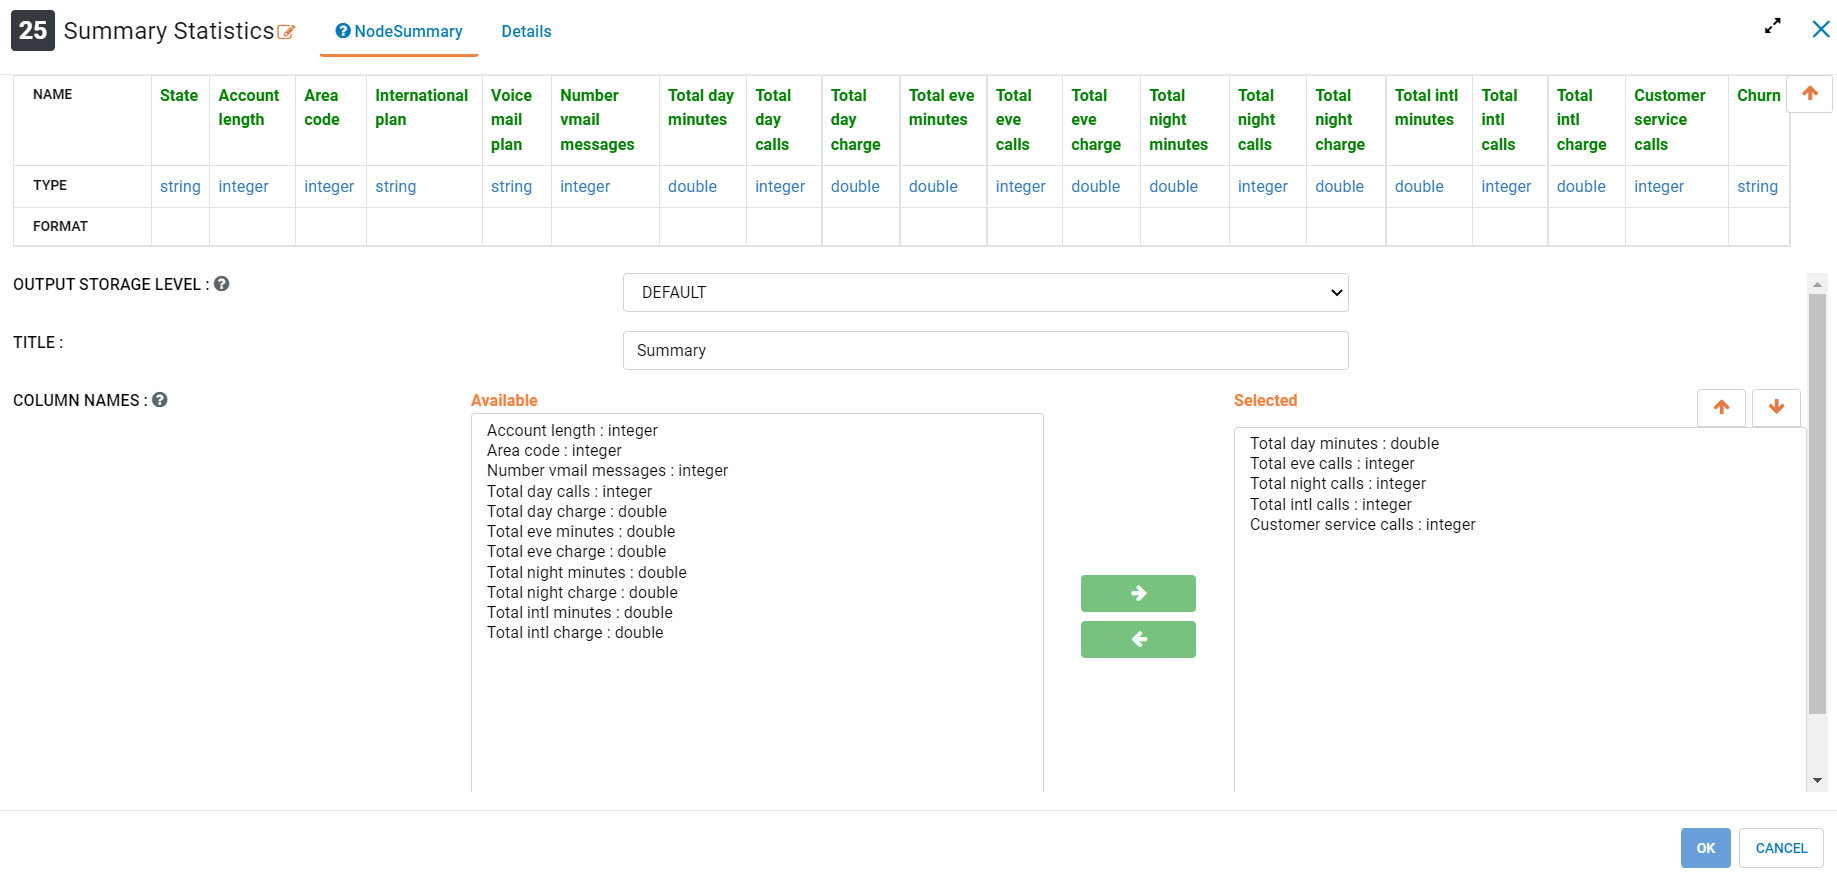 25 Summary Statistics NodeSummary Details
NAME State Account length Area code International plan Voice mail plan Number vmail messages Total day minutes Total day calls Total day charge Total eve minutes Total eve calls Total eve charge Total night minutes Total night calls Total night charge Total intl minutes Total intl calls Total intl charge Customer service calls Churn
TYPE string integer integer string string integer double integer double double integer double double integer double double integer double integer string
FORMAT
OUTPUT STORAGE LEVEL :
DEFAULT
TITLE :
Summary
COLUMN NAMES :
Available
Account length : integer
Area code : integer
Number vmail messages : integer
Total day calls : integer
Total day charge : double
Total eve minutes : double
Total eve charge : double
Total night minutes : double
Total night charge : double
Total intl minutes : double
Total intl charge : double
Selected
Total day minutes : double
Total eve calls : integer
Total night calls : integer
Total intl calls : integer
Customer service calls : integer
OK CANCEL